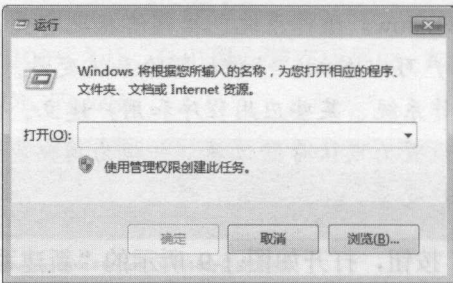 运行
Windows 将根据您所输入的名称，为您打开相应的程序、
文件夹、文档或 Internet 资源。
打开(O):
使用管理权限创建此任务。
确定
取消
浏览(B)...